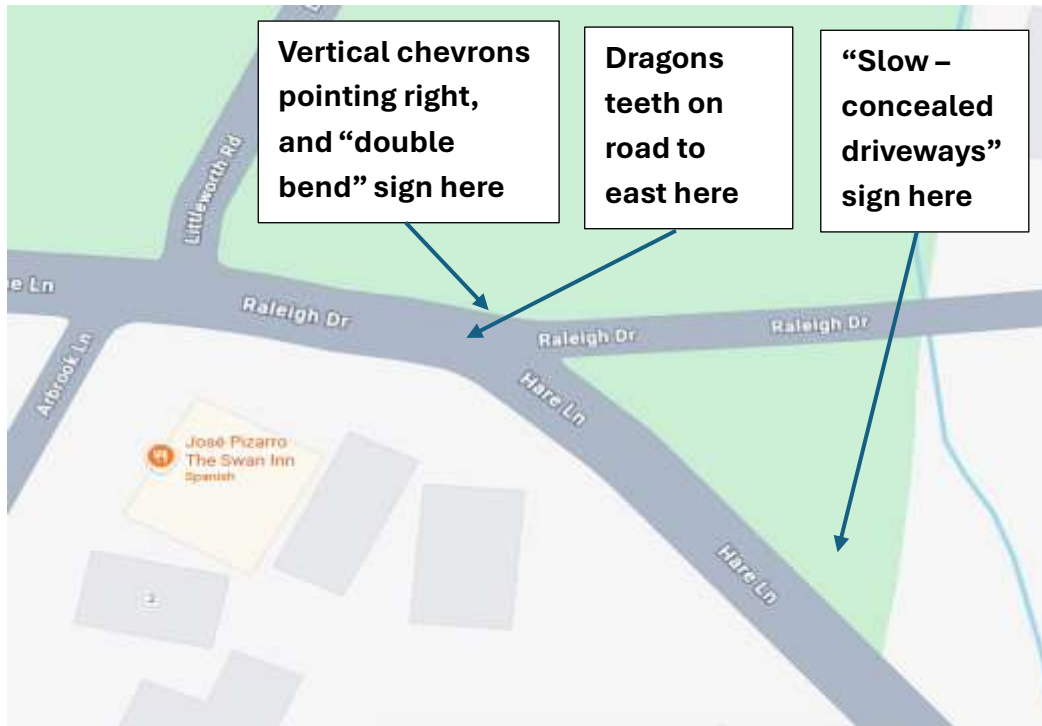 Vertical chevrons
pointing right,
and “double
bend” sign here
Dragons
teeth on
road to
east here
“Slow –
concealed
driveways”
sign here
Littleworth Rd
e Ln
Raleigh Dr
Raleigh Dr
Raleigh Dr
Arbrook Ln
Hare Ln
José Pizarro
The Swan Inn
Spanish
Hare Ln